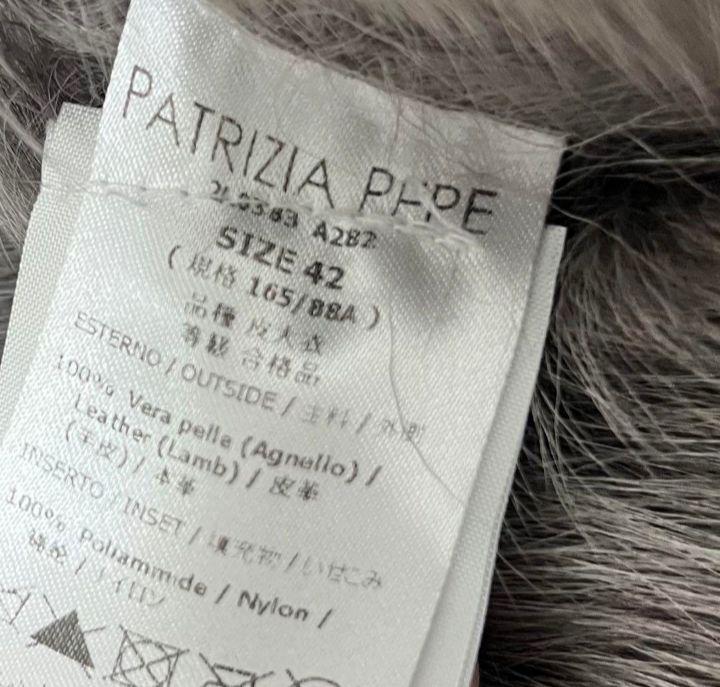 PATRIZIA PEPE
A282
SIZE 42
( 規格 165/88A )
品種 皮大衣
等級 合格品
ESTERNO / OUTSIDE / 主料 / 外側
100% Vera pelle (Agnello) /
Leather (Lamb) / 皮革
(羊皮) / 本革
INSERTO / INSET / 填充物 / いせこみ
100% Poliammide / Nylon /
锦纶 / ナイロン